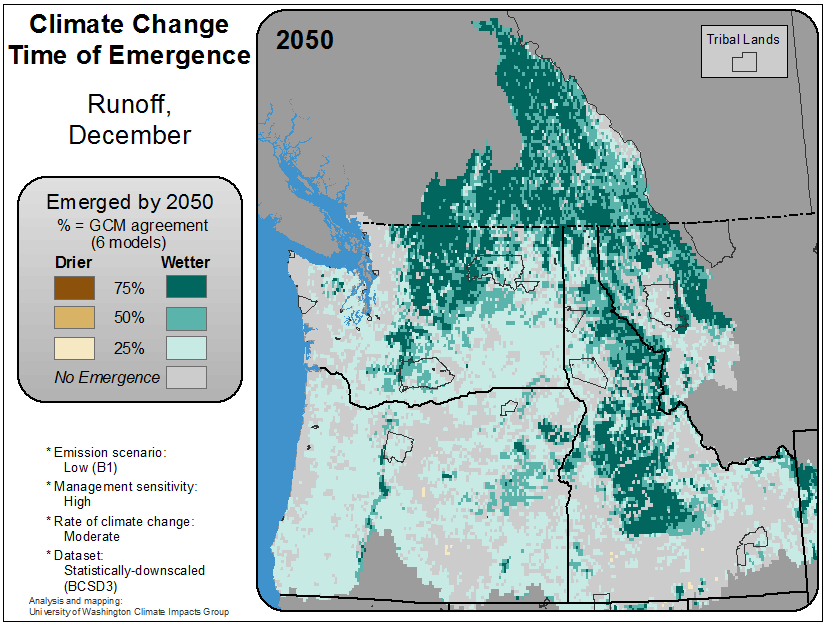 Climate Change
Time of Emergence
Runoff,
December
Emerged by 2050
% = GCM agreement
(6 models)
Drier Wetter
75%
50%
25%
No Emergence
* Emission scenario:
Low (B1)
* Management sensitivity:
High
* Rate of climate change:
Moderate
* Dataset:
Statistically-downscaled
(BCSD3)
Analysis and mapping:
University of Washington Climate Impacts Group
2050
Tribal Lands